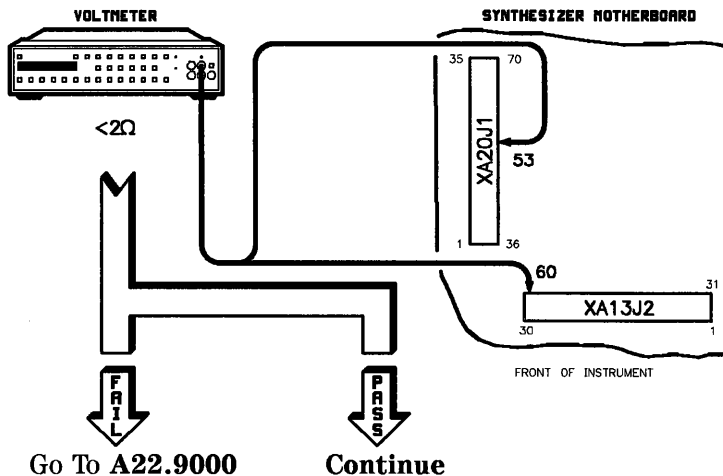 VOLTMETER
SYNTHESIZER MOTHERBOARD
<2Ω
35
70
XA20J1
53
1
36
60
31
XA13J2
30
1
FRONT OF INSTRUMENT
FAIL
PASS
Go To A22.9000
Continue